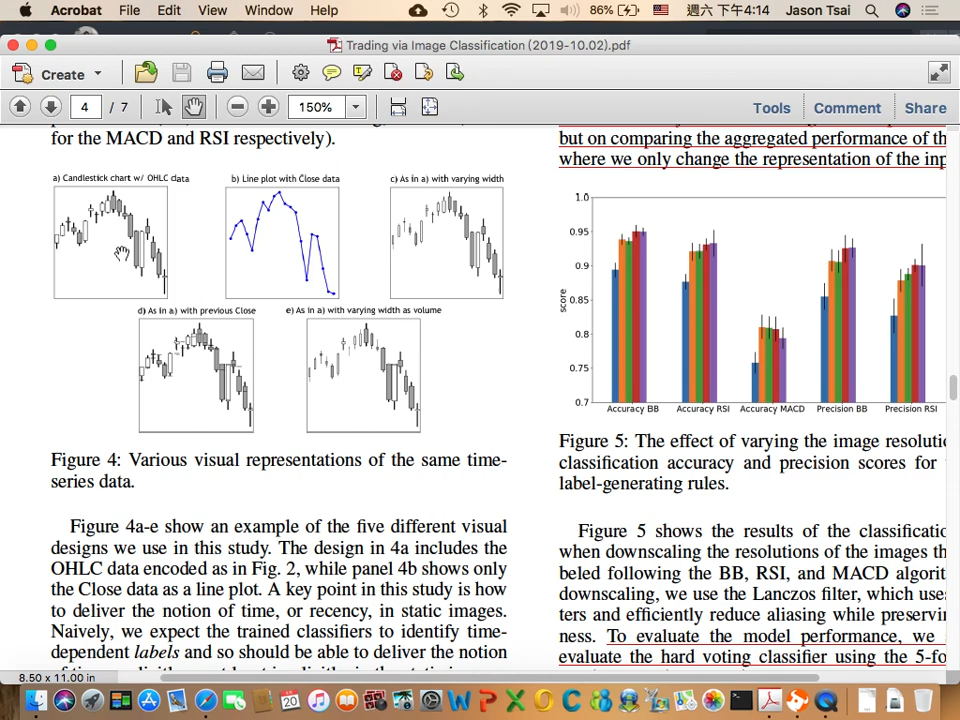 Acrobat File Edit View Window Help 86% 週六 下午4:14 Jason Tsai
Trading via Image Classification (2019-10.02).pdf
Create
4 / 7 150% Tools Comment Share
for the MACD and RSI respectively).
a) Candlestick chart w/ OHLC data
b) Line plot with Close data
c) As in a) with varying width
d) As in a) with previous Close
e) As in a) with varying width as volume
Figure 4: Various visual representations of the same time-
series data.
Figure 4a-e show an example of the five different visual
designs we use in this study. The design in 4a includes the
OHLC data encoded as in Fig. 2, while panel 4b shows only
the Close data as a line plot. A key point in this study is how
to deliver the notion of time, or recency, in static images.
Naively, we expect the trained classifiers to identify time-
dependent labels and so should be able to deliver the notion
but on comparing the aggregated performance of th
where we only change the representation of the inp
1.0
0.95
0.9
0.85
0.8
0.75
0.7
score
Accuracy BB Accuracy RSI Accuracy MACD Precision BB Precision RSI
Figure 5: The effect of varying the image resolutio
classification accuracy and precision scores for
label-generating rules.
Figure 5 shows the results of the classificatio
when downscaling the resolutions of the images th
beled following the BB, RSI, and MACD algorit
downscaling, we use the Lanczos filter, which uses
ters and efficiently reduce aliasing while preservin
ness. To evaluate the model performance, we
evaluate the hard voting classifier using the 5-fo
8.50 x 11.00 in
20